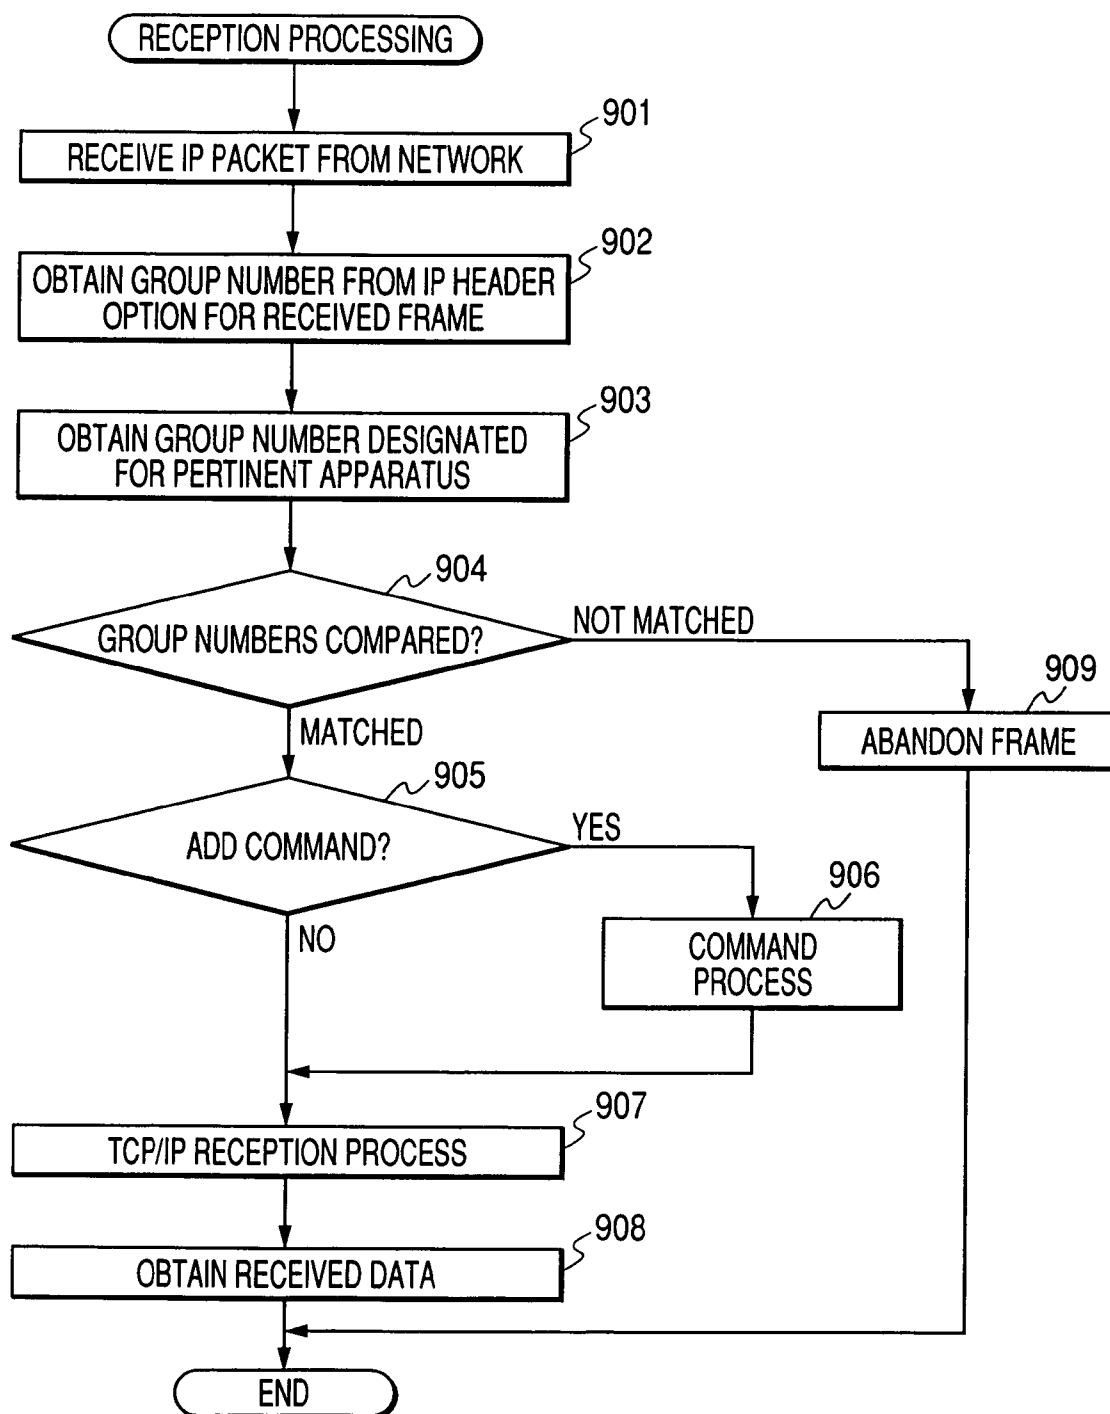 RECEPTION PROCESSING
901
RECEIVE IP PACKET FROM NETWORK
902
OBTAIN GROUP NUMBER FROM IP HEADER
OPTION FOR RECEIVED FRAME
903
OBTAIN GROUP NUMBER DESIGNATED
FOR PERTINENT APPARATUS
904
GROUP NUMBERS COMPARED?
NOT MATCHED
909
ABANDON FRAME
MATCHED
905
ADD COMMAND?
YES
906
COMMAND
PROCESS
NO
907
TCP/IP RECEPTION PROCESS
908
OBTAIN RECEIVED DATA
END